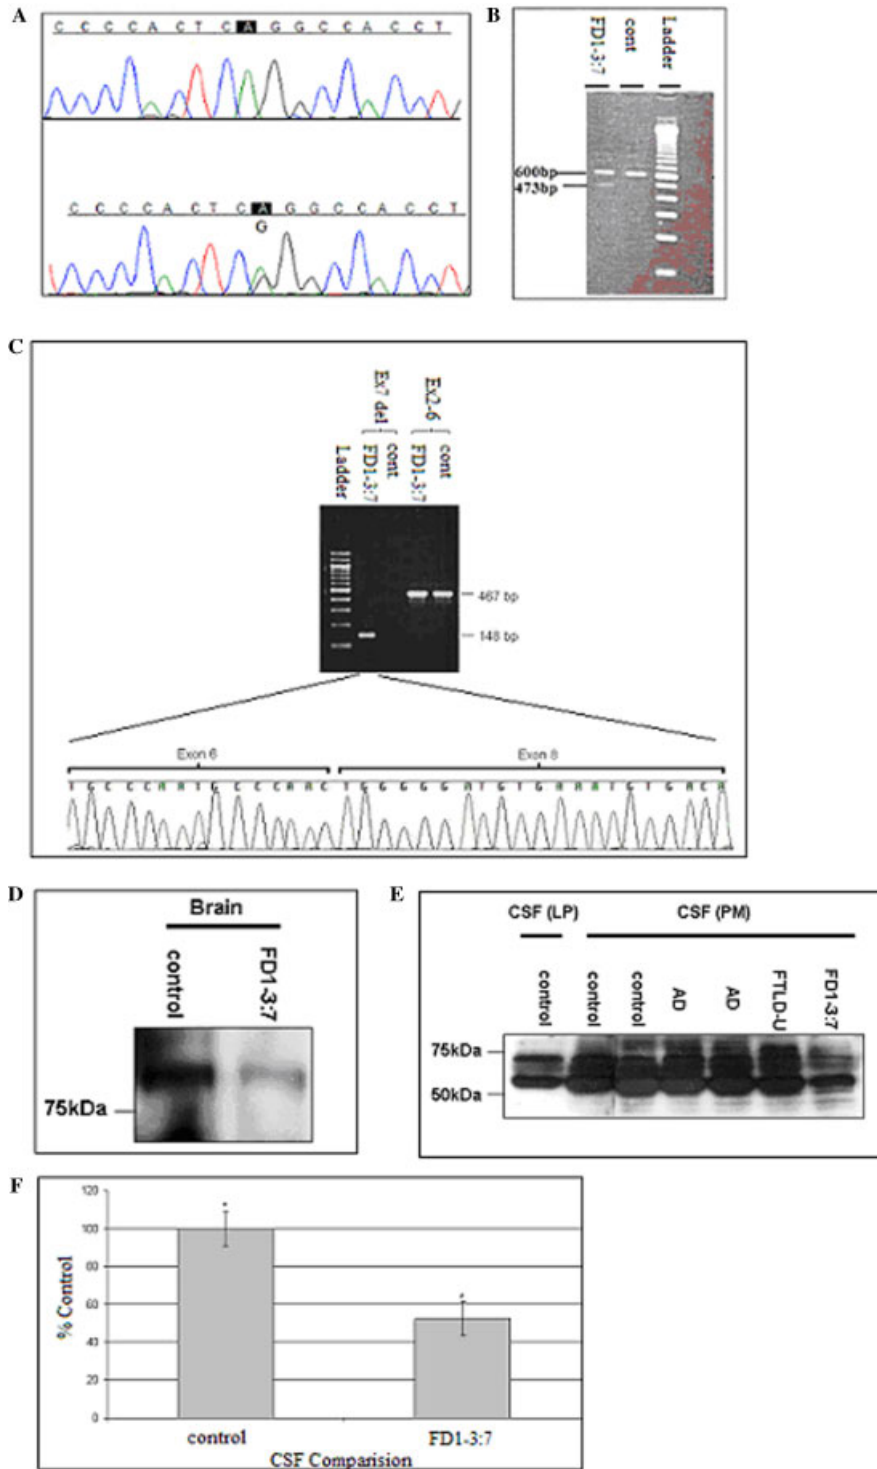 A
C C C C A C T C A G G C C A C C T
C C C C A C T C A G G C C A C C T
G
B
FD1-3:7
cont
Ladder
600bp
473bp
C
Ex7 del
Ex2-6
Ladder
FD1-3:7
cont
FD1-3:7
cont
467 bp
148 bp
Exon 6
Exon 8
T G C C C A A T G C C C A A C T G G G G G A T G T G A A A T G T G A C A
D
Brain
control
FD1-3:7
75kDa
E
CSF (LP)
CSF (PM)
control
control
control
AD
AD
FTLD-U
FD1-3:7
75kDa
50kDa
F
120
100
80
60
40
20
0
% Control
*
*
control
FD1-3:7
CSF Comparision